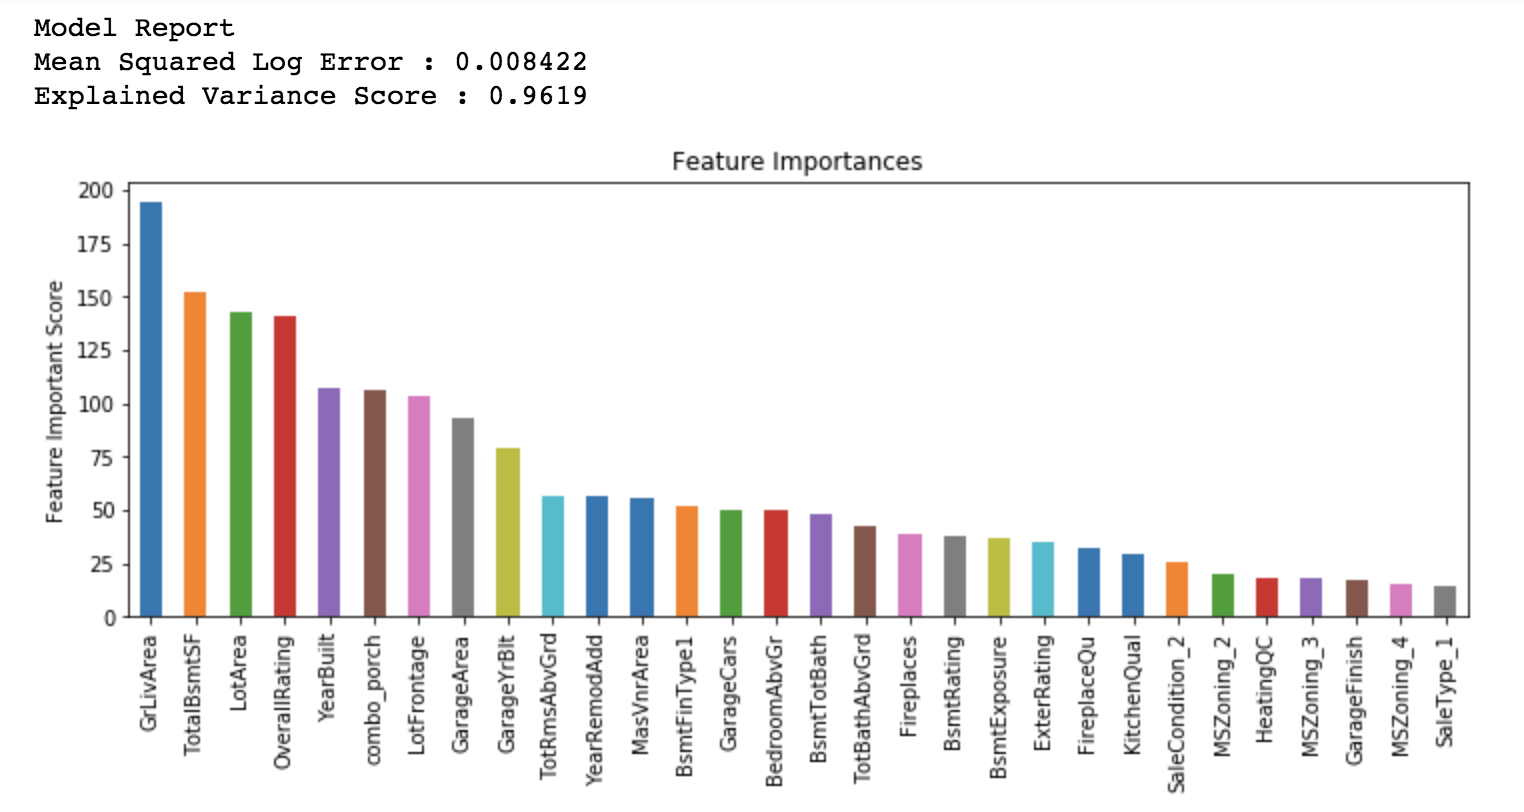 Model Report
Mean Squared Log Error : 0.008422
Explained Variance Score : 0.9619
Feature Importances
Feature Important Score
200
175
150
125
100
75
50
25
0
GrLivArea
TotalBsmtSF
LotArea
OverallRating
YearBuilt
combo_porch
LotFrontage
GarageArea
GarageYrBlt
TotRmsAbvGrd
YearRemodAdd
MasVnrArea
BsmtFinType1
GarageCars
BedroomAbvGr
BsmtTotBath
TotBathAbvGrd
Fireplaces
BsmtRating
BsmtExposure
ExterRating
FireplaceQu
KitchenQual
SaleCondition_2
MSZoning_2
HeatingQC
MSZoning_3
GarageFinish
MSZoning_4
SaleType_1